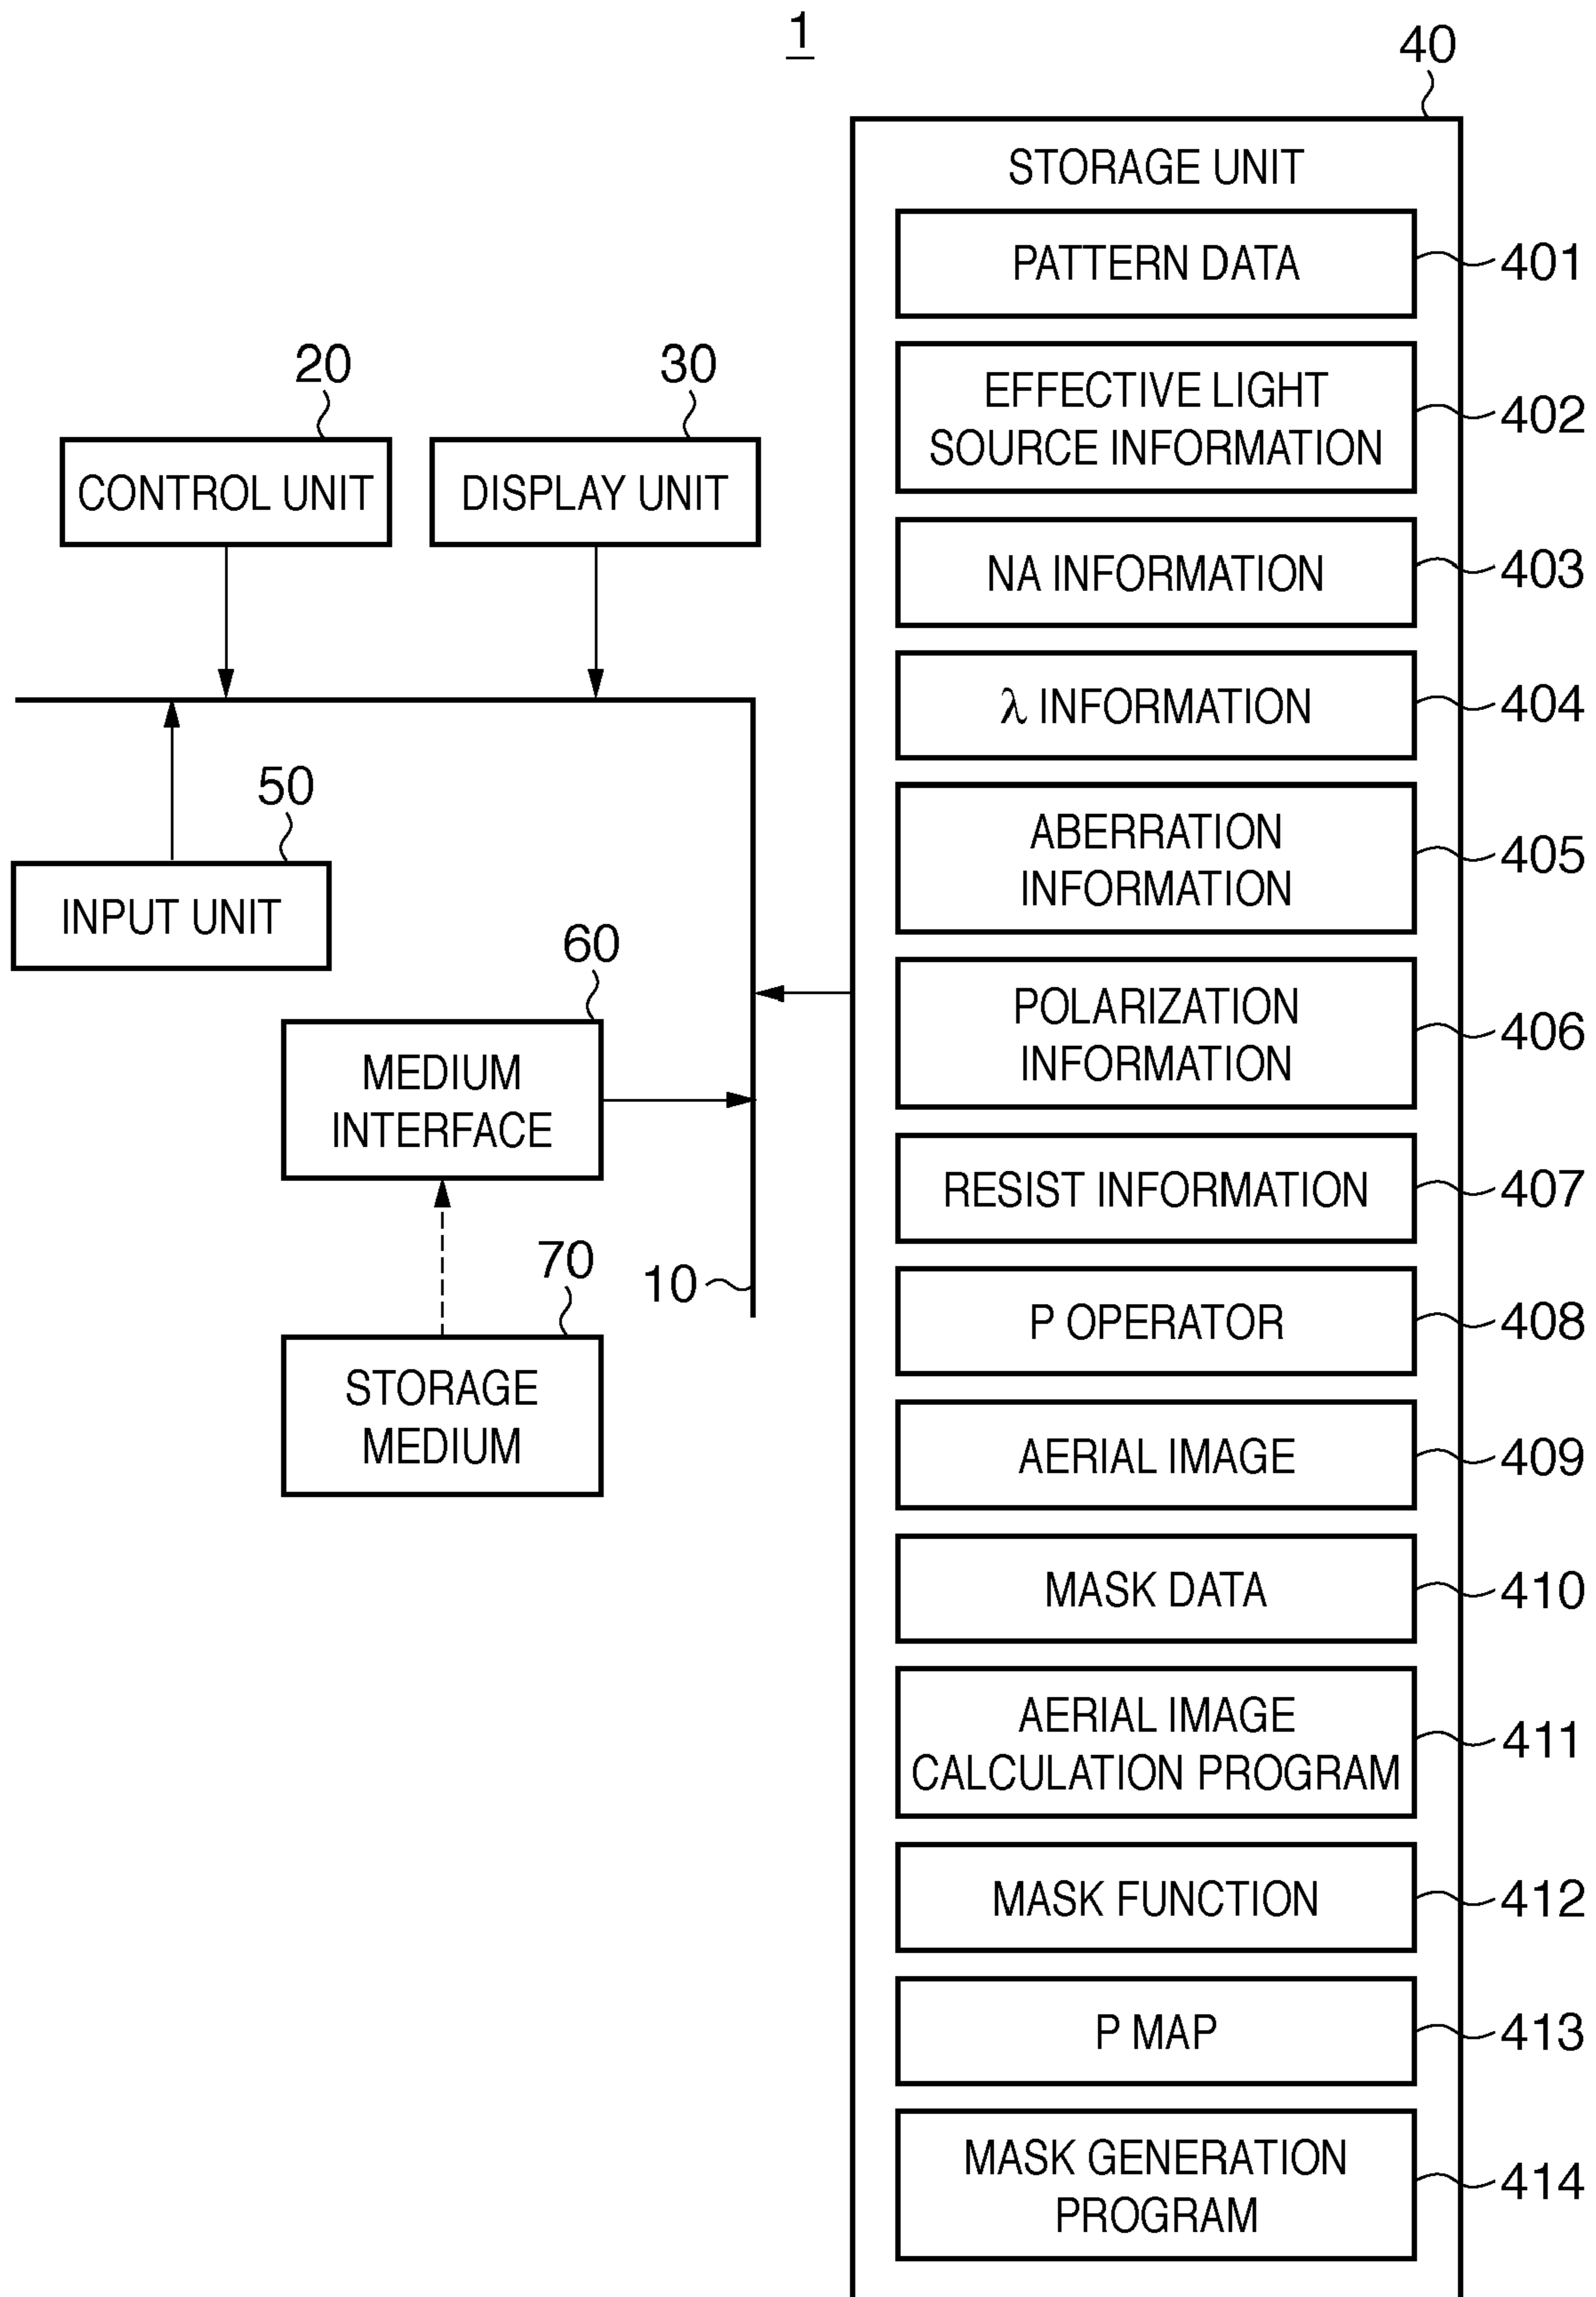 1
40
STORAGE UNIT
PATTERN DATA
401
EFFECTIVE LIGHT
SOURCE INFORMATION
402
NA INFORMATION
403
λ INFORMATION
404
ABERRATION
INFORMATION
405
POLARIZATION
INFORMATION
406
RESIST INFORMATION
407
P OPERATOR
408
AERIAL IMAGE
409
MASK DATA
410
AERIAL IMAGE
CALCULATION PROGRAM
411
MASK FUNCTION
412
P MAP
413
MASK GENERATION
PROGRAM
414
20
CONTROL UNIT
30
DISPLAY UNIT
50
INPUT UNIT
60
MEDIUM
INTERFACE
70
STORAGE
MEDIUM
10